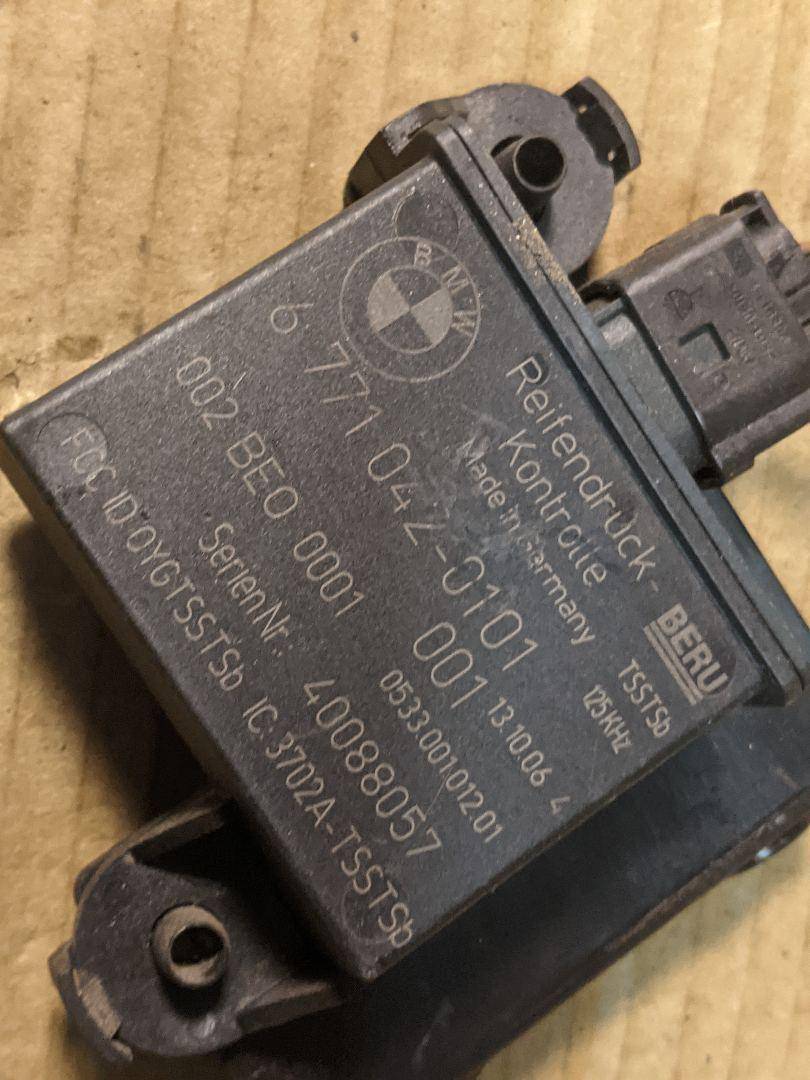 BMW
Reifendruck-
Kontrolle
Made in Germany
BERU
TSSTSb
125KHz
6 771 042-0101
001
13.10.06 4
002 BE0 0001
0533.001.012.01
SerienNr.: 40088057
FCC ID OYGTSSTSb IC 3702A-TSSTSb